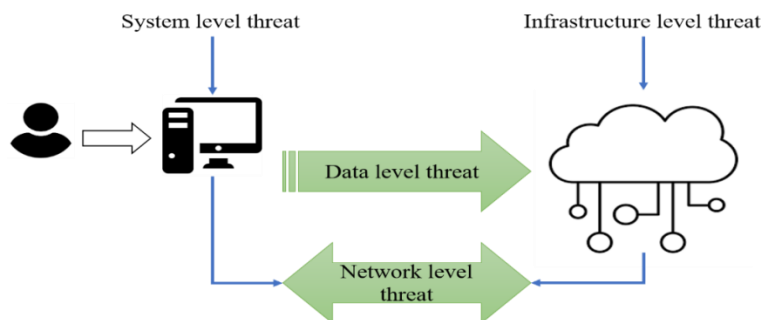 System level threat
Infrastructure level threat
Data level threat
Network level
threat